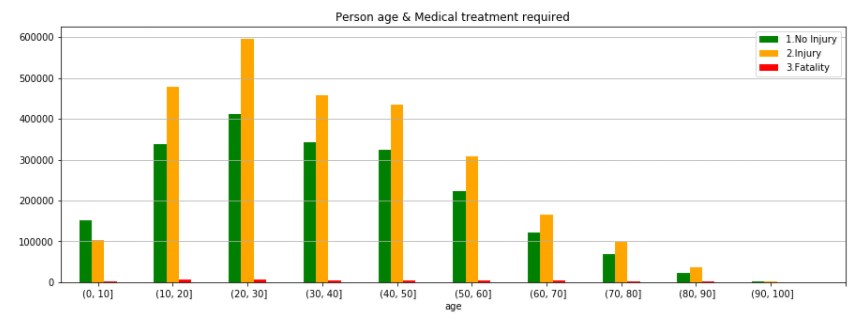 Person age & Medical treatment required
1.No Injury
2.Injury
3.Fatality
600000
500000
400000
300000
200000
100000
0
(0, 10] (10, 20] (20, 30] (30, 40] (40, 50] (50, 60] (60, 70] (70, 80] (80, 90] (90, 100]
age